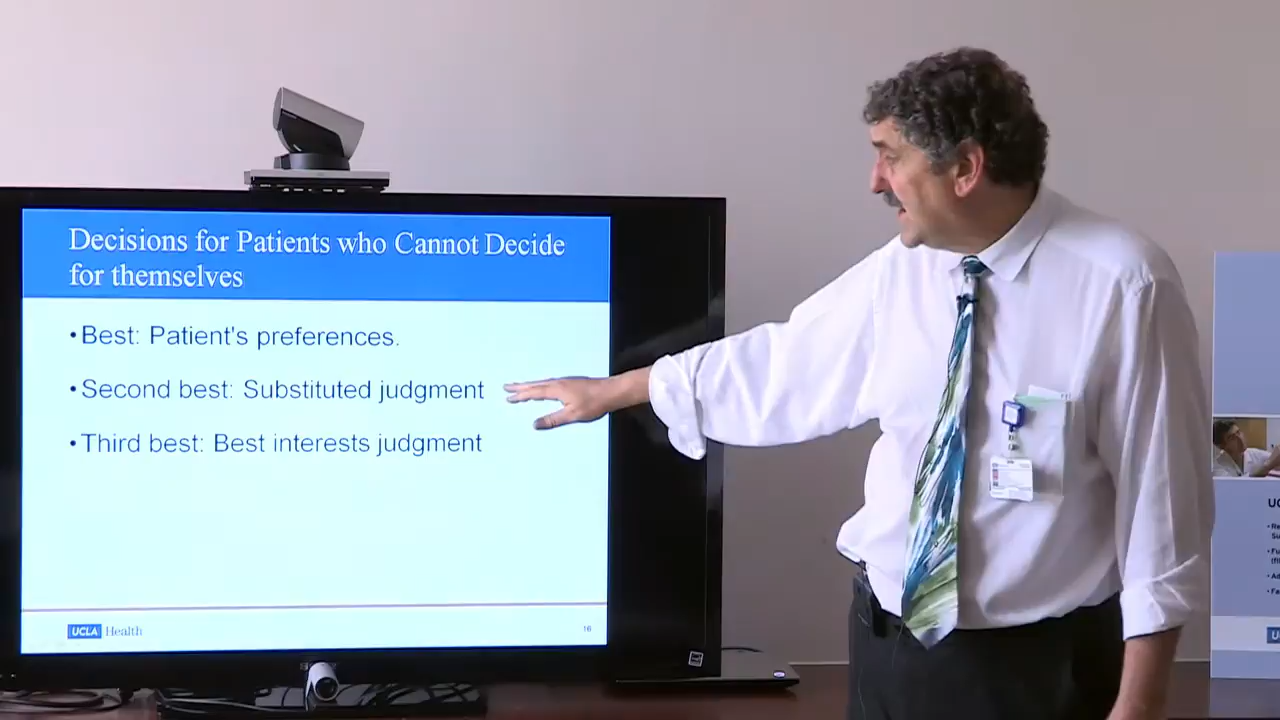 Decisions for Patients who Cannot Decide
for themselves
•Best: Patient's preferences.
•Second best: Substituted judgment
•Third best: Best interests judgment
UCLA Health
16